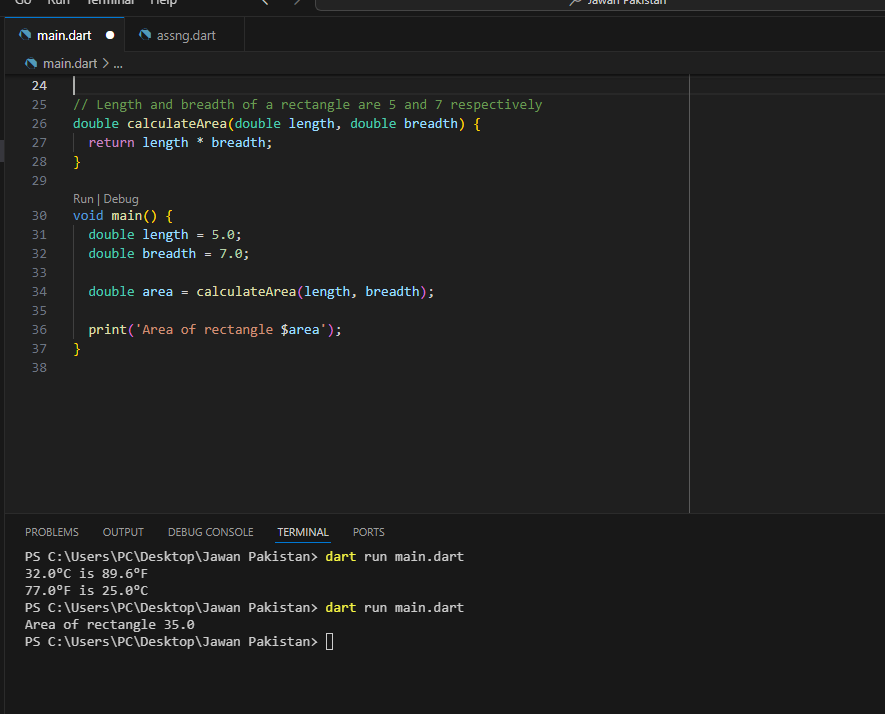 Go Run Terminal Help
Jawan Pakistan
main.dart
assng.dart
main.dart > ...
24
25 // Length and breadth of a rectangle are 5 and 7 respectively
26 double calculateArea(double length, double breadth) {
27   return length * breadth;
28 }
29
Run | Debug
30 void main() {
31   double length = 5.0;
32   double breadth = 7.0;
33
34   double area = calculateArea(length, breadth);
35
36   print('Area of rectangle $area');
37 }
38
PROBLEMS OUTPUT DEBUG CONSOLE TERMINAL PORTS
PS C:\Users\PC\Desktop\Jawan Pakistan> dart run main.dart
32.0°C is 89.6°F
77.0°F is 25.0°C
PS C:\Users\PC\Desktop\Jawan Pakistan> dart run main.dart
Area of rectangle 35.0
PS C:\Users\PC\Desktop\Jawan Pakistan>